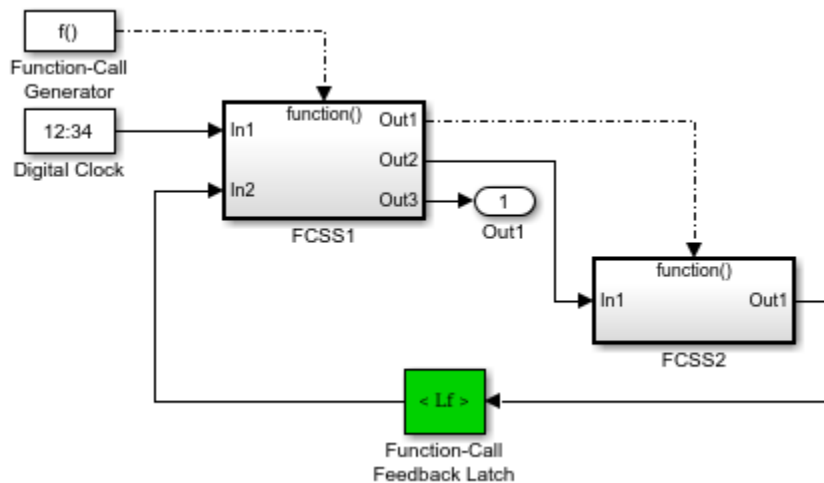 f()
Function-Call
Generator
12:34
Digital Clock
function()
In1
In2
Out1
Out2
Out3
FCSS1
1
Out1
function()
In1
Out1
FCSS2
< Lf >
Function-Call
Feedback Latch